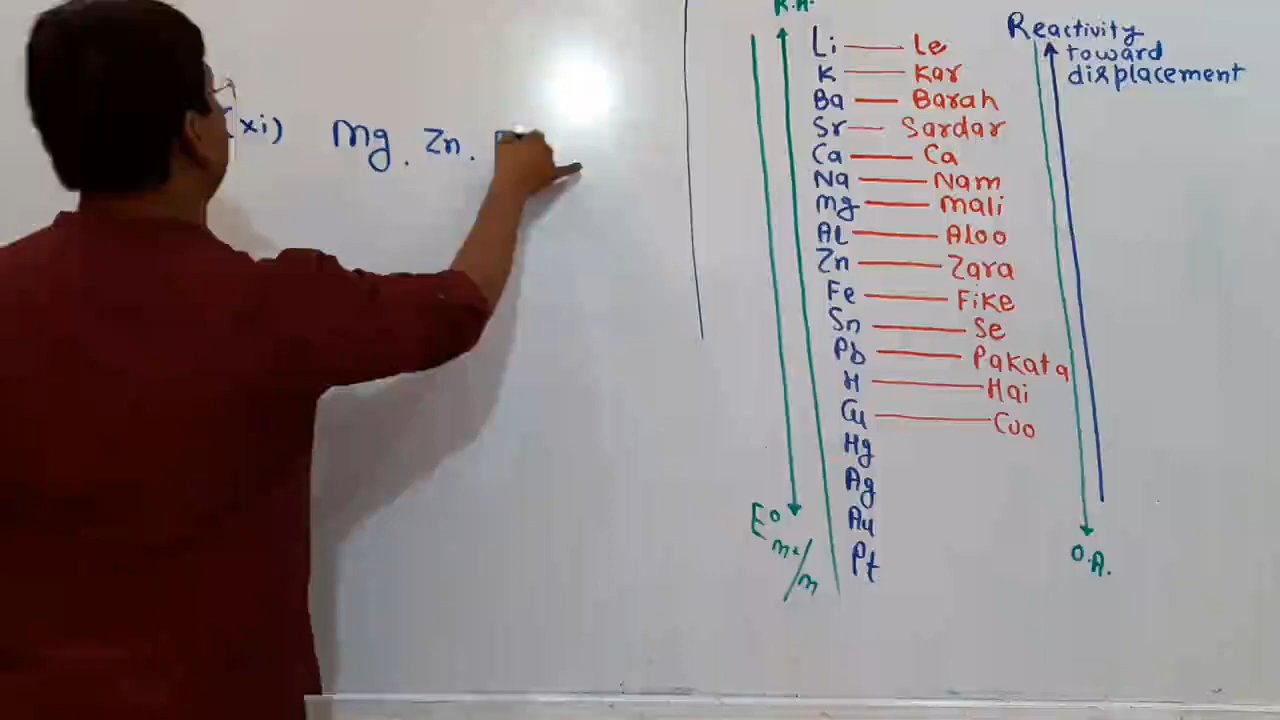 (xi) Mg. Zn.
R.A.
Li — Le
K — Kar
Ba — Barah
Sr — Sardar
Ca — Ca
Na — Nam
Mg — Mali
AL — Aloo
Zn — Zara
Fe — Fike
Sn — Se
Pb — Pakata
H — Hai
Cu — Cuo
Hg
Ag
Au
Pt
E° M+/M
Reactivity
toward
displacement
O.A.